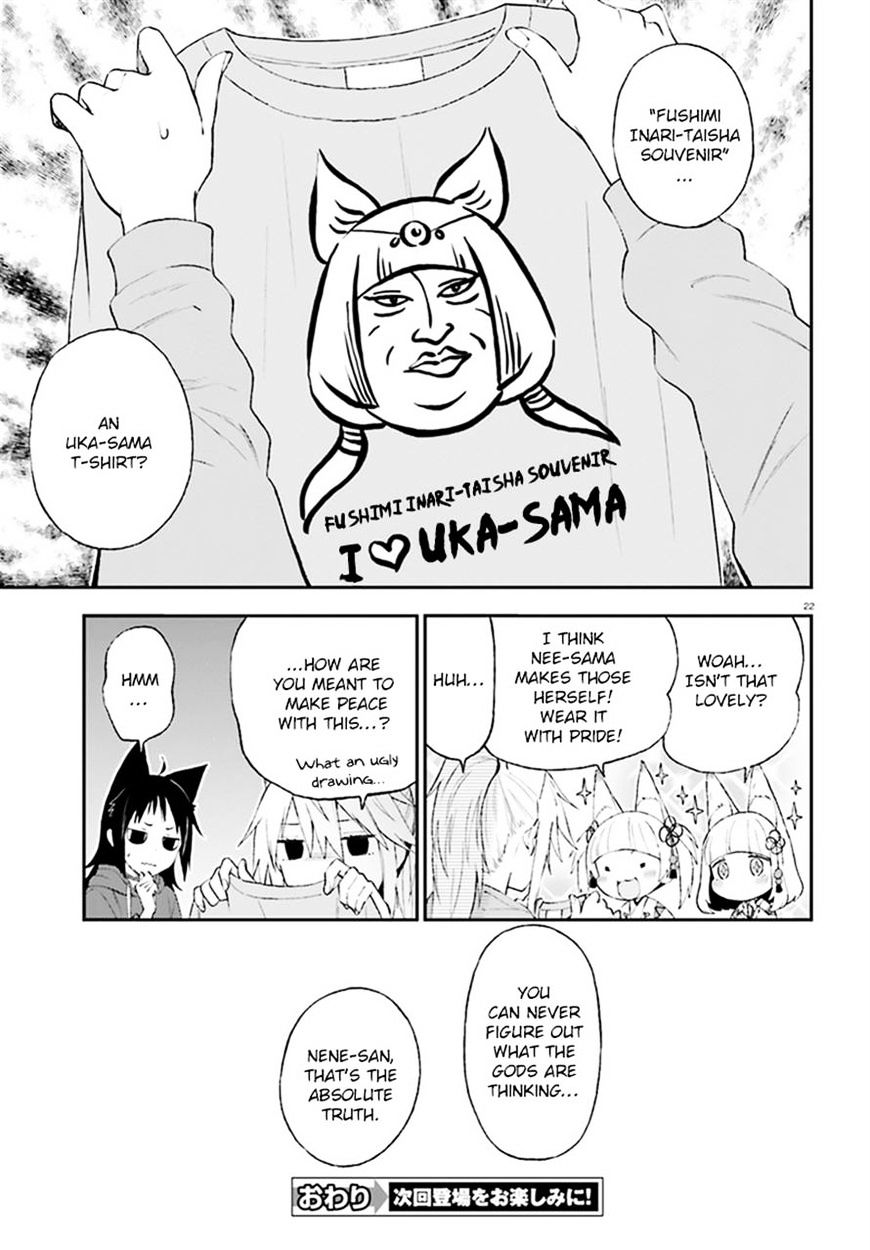 "FUSHIMI
INARI-TAISHA
SOUVENIR"
...
AN
UKA-SAMA
T-SHIRT?
FUSHIMI INARI-TAISHA SOUVENIR
I ♡ UKA-SAMA
22
WOAH...
ISN'T THAT
LOVELY?
I THINK
NEE-SAMA
MAKES THOSE
HERSELF!
WEAR IT
WITH PRIDE!
HUH...
...HOW ARE
YOU MEANT TO
MAKE PEACE
WITH THIS...?
What an ugly
drawing...
HMM
...
YOU
CAN NEVER
FIGURE OUT
WHAT THE
GODS ARE
THINKING...
NENE-SAN,
THAT'S THE
ABSOLUTE
TRUTH.
おわり 次回登場をお楽しみに!